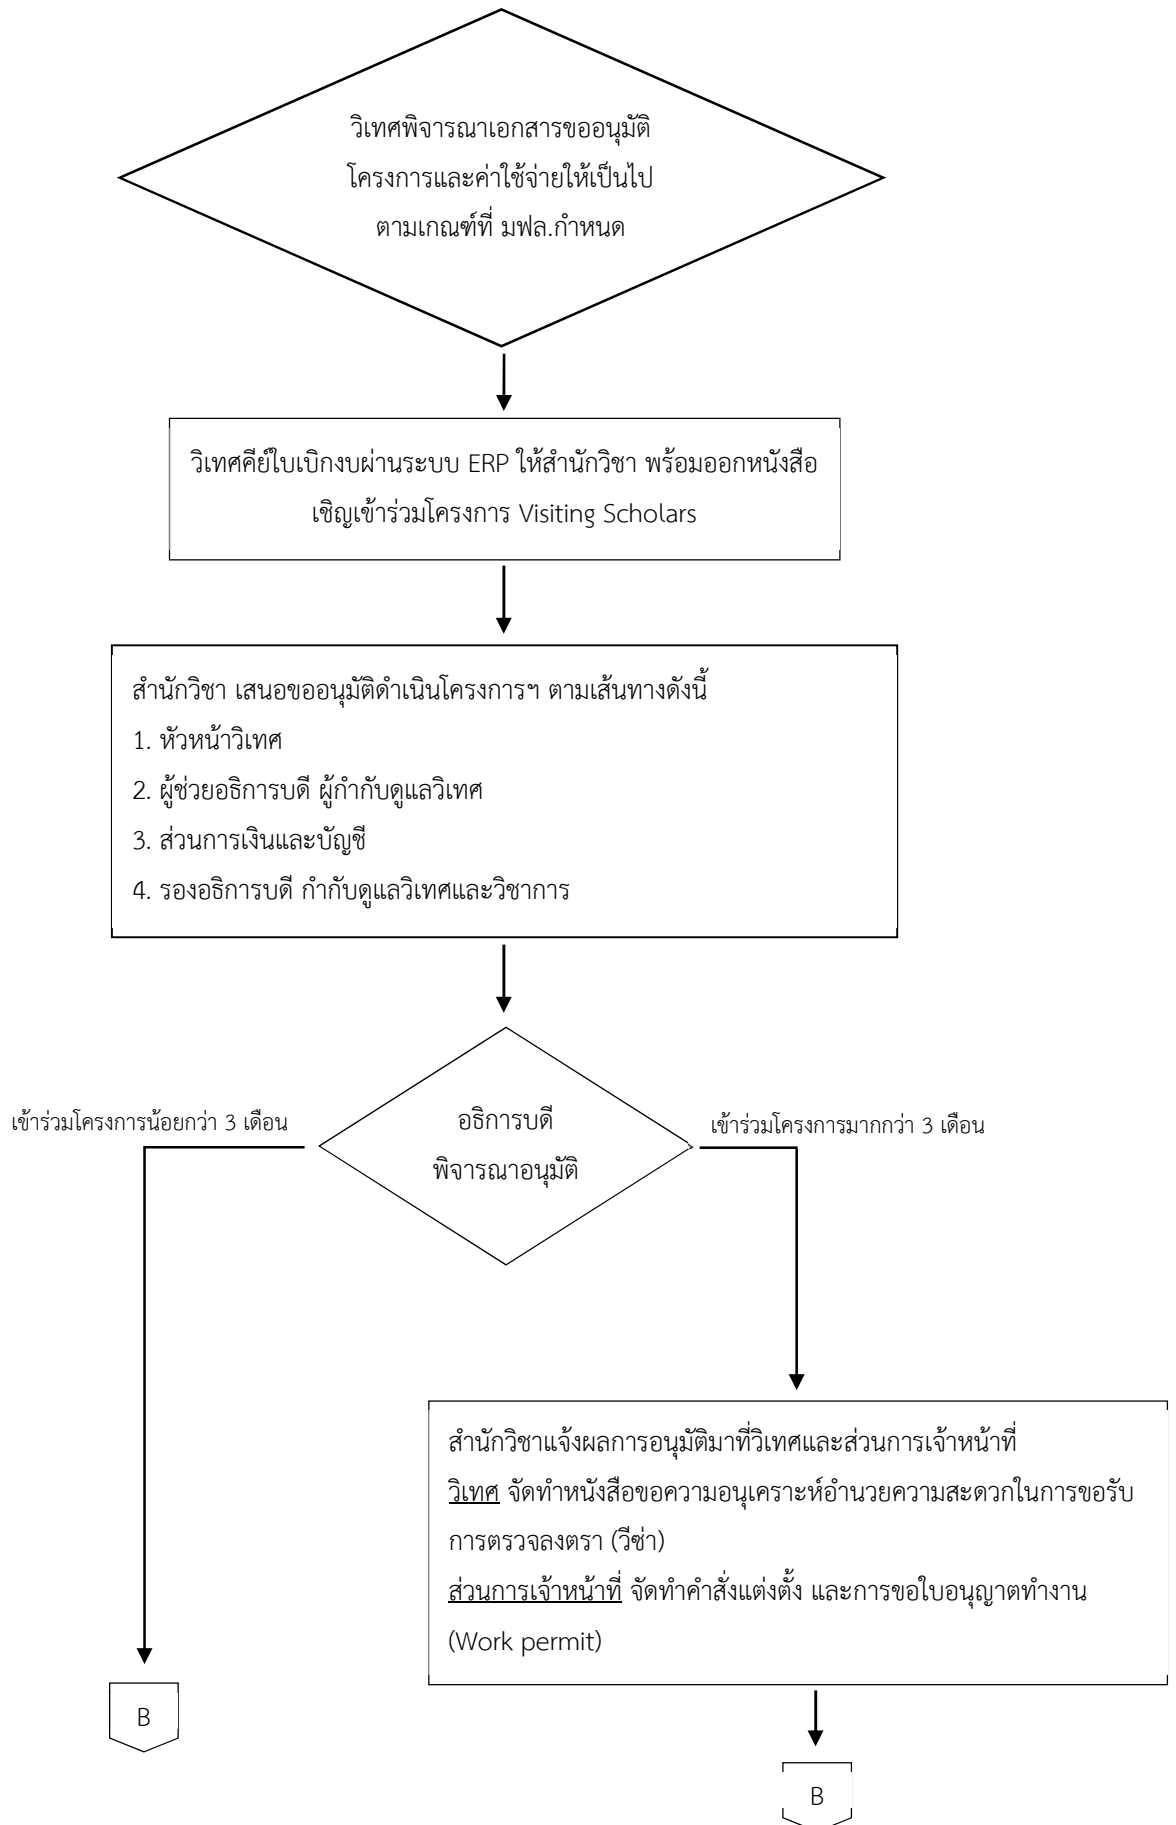 วิเทศพิจารณาเอกสารขออนุมัติ
โครงการและค่าใช้จ่ายให้เป็นไป
ตามเกณฑ์ที่ มฟล.กำหนด
วิเทศคีย์ใบเบิกงบผ่านระบบ ERP ให้สำนักวิชา พร้อมออกหนังสือ
เชิญเข้าร่วมโครงการ Visiting Scholars
สำนักวิชา เสนอขออนุมัติดำเนินโครงการฯ ตามเส้นทางดังนี้
1. หัวหน้าวิเทศ
2. ผู้ช่วยอธิการบดี ผู้กำกับดูแลวิเทศ
3. ส่วนการเงินและบัญชี
4. รองอธิการบดี กำกับดูแลวิเทศและวิชาการ
เข้าร่วมโครงการน้อยกว่า 3 เดือน
อธิการบดี
พิจารณาอนุมัติ
เข้าร่วมโครงการมากกว่า 3 เดือน
สำนักวิชาแจ้งผลการอนุมัติมาที่วิเทศและส่วนการเจ้าหน้าที่
วิเทศ จัดทำหนังสือขอความอนุเคราะห์อำนวยความสะดวกในการขอรับ
การตรวจลงตรา (วีซ่า)
ส่วนการเจ้าหน้าที่ จัดทำคำสั่งแต่งตั้ง และการขอใบอนุญาตทำงาน
(Work permit)
B
B